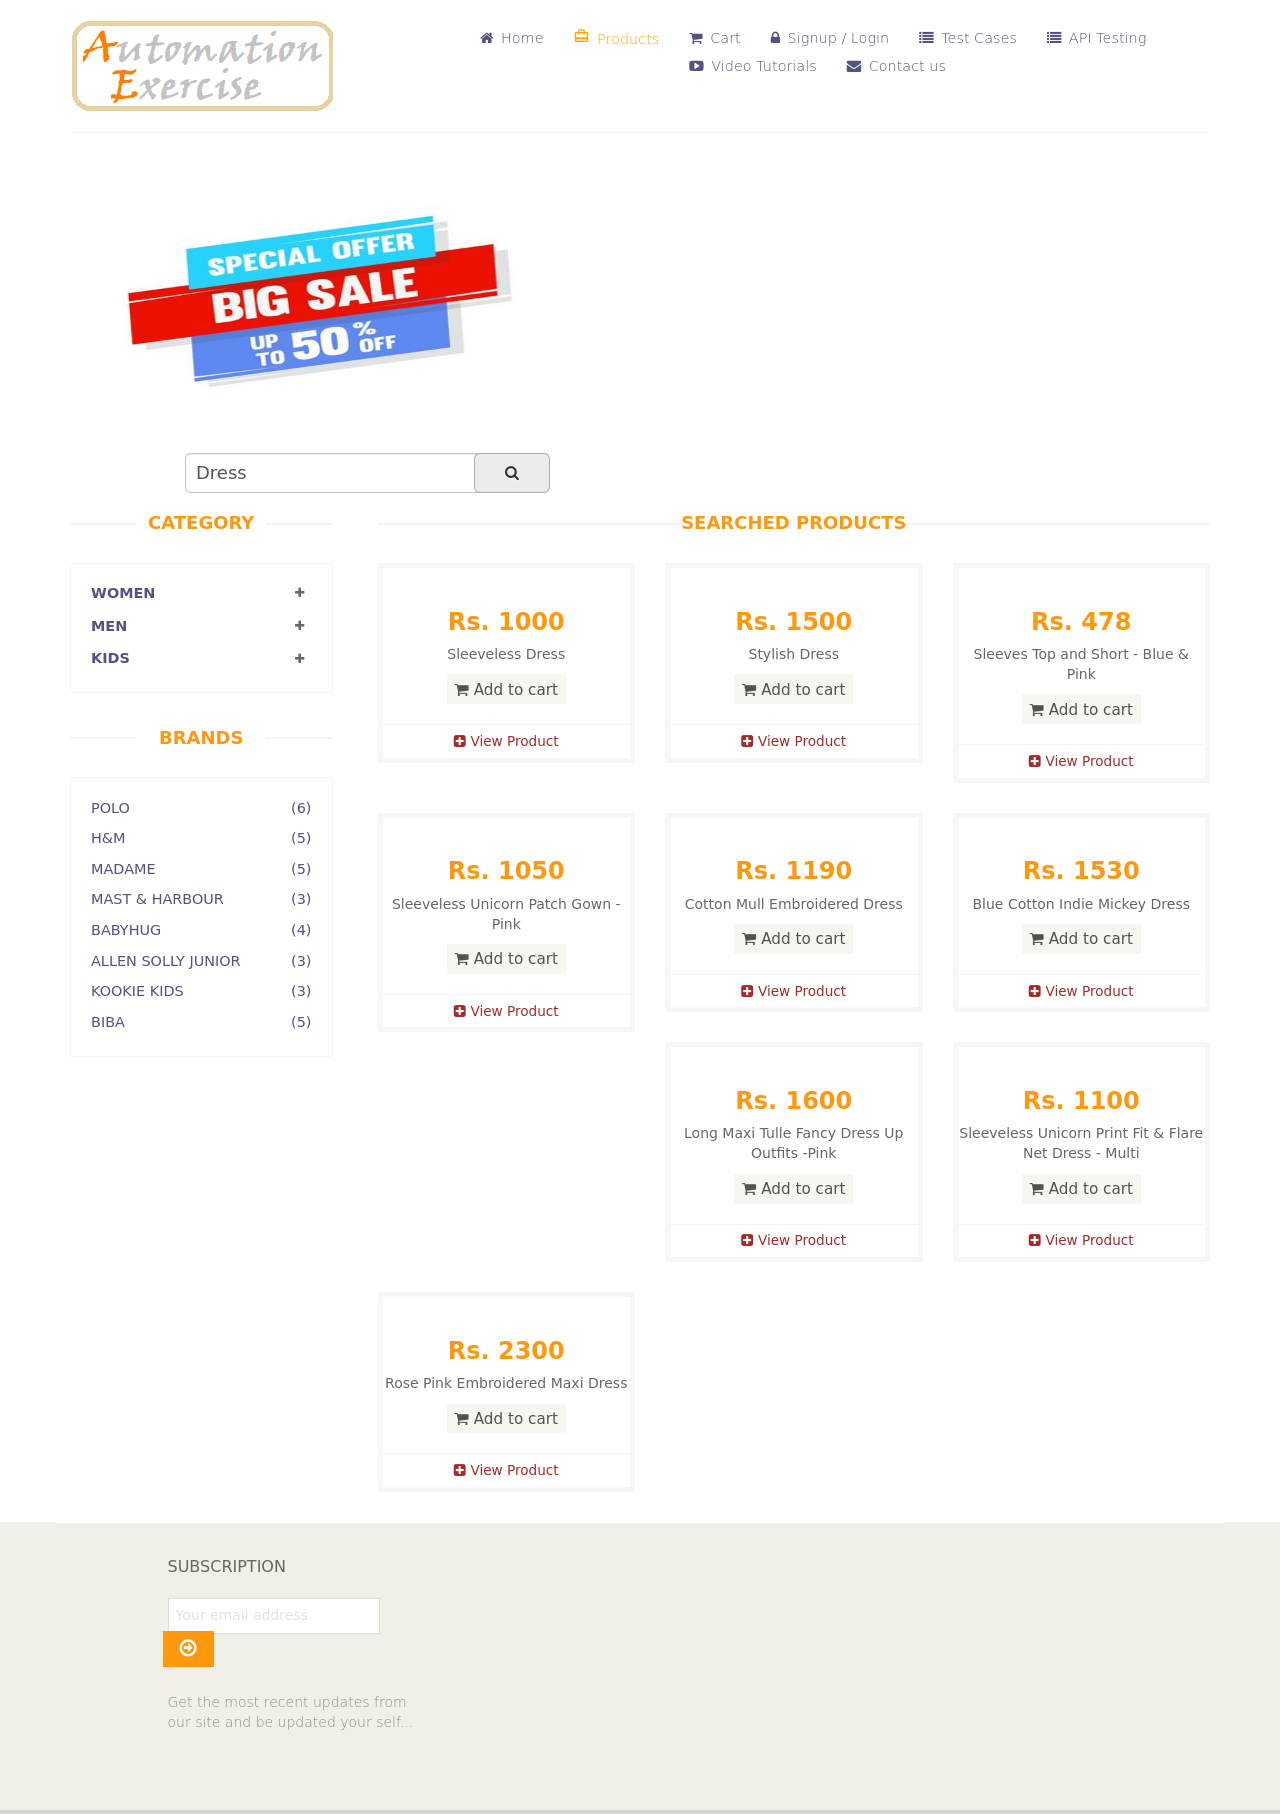 Automation
Exercise
Home
Products
Cart
Signup / Login
Test Cases
API Testing
Video Tutorials
Contact us
SPECIAL OFFER
BIG SALE
UP TO 50% OFF
Dress
CATEGORY
WOMEN
MEN
KIDS
BRANDS
POLO (6)
H&M (5)
MADAME (5)
MAST & HARBOUR (3)
BABYHUG (4)
ALLEN SOLLY JUNIOR (3)
KOOKIE KIDS (3)
BIBA (5)
SEARCHED PRODUCTS
Rs. 1000
Sleeveless Dress
Add to cart
View Product
Rs. 1500
Stylish Dress
Add to cart
View Product
Rs. 478
Sleeves Top and Short - Blue &
Pink
Add to cart
View Product
Rs. 1050
Sleeveless Unicorn Patch Gown -
Pink
Add to cart
View Product
Rs. 1190
Cotton Mull Embroidered Dress
Add to cart
View Product
Rs. 1530
Blue Cotton Indie Mickey Dress
Add to cart
View Product
Rs. 1600
Long Maxi Tulle Fancy Dress Up
Outfits -Pink
Add to cart
View Product
Rs. 1100
Sleeveless Unicorn Print Fit & Flare
Net Dress - Multi
Add to cart
View Product
Rs. 2300
Rose Pink Embroidered Maxi Dress
Add to cart
View Product
SUBSCRIPTION
Your email address
Get the most recent updates from
our site and be updated your self...